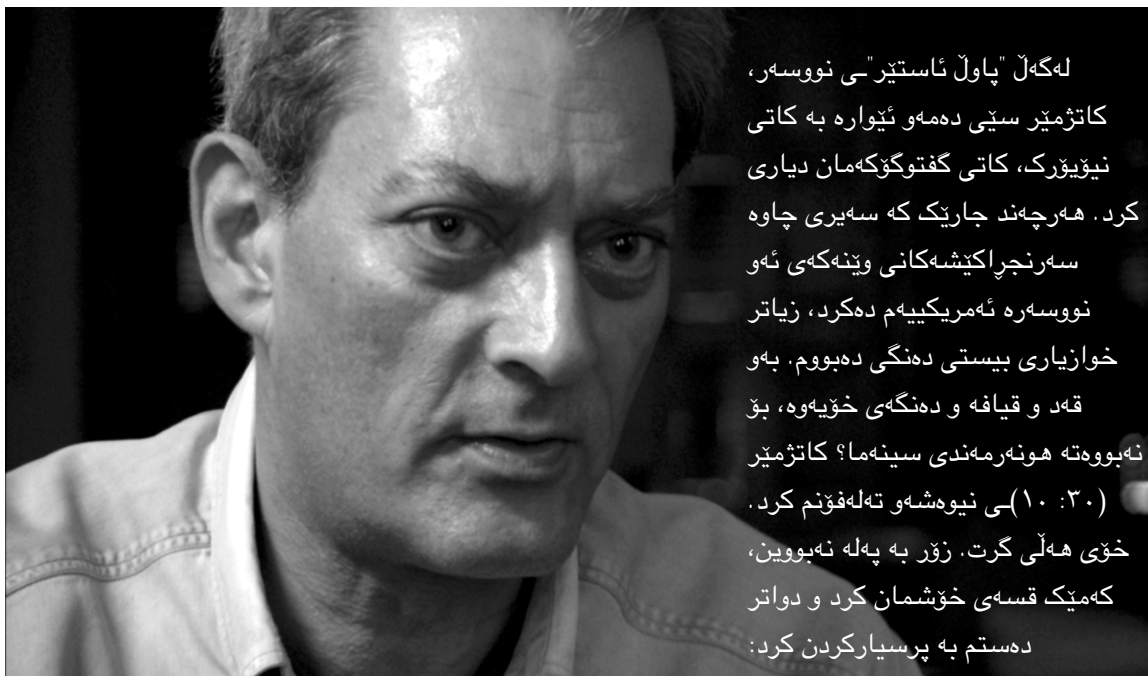 لەگەڵ "پاوڵ ئاستێر"ـی نووسەر،
کاتژمێر سێی دەمەو ئێوارە بە کاتی
نیۆیۆرک، کاتی گفتوگۆکەمان دیاری
کرد. هەرچەند جارێک کە سەیری چاوە
سەرنجڕاکێشەکانی وێنەکەی ئەو
نووسەرە ئەمریکییەم دەکرد، زیاتر
خوازیاری بیستی دەنگی دەبووم. بەو
قەد و قیافە و دەنگەی خۆیەوە، بۆ
نەبووەتە هونەرمەندی سینەما؟ کاتژمێر
(٣٠: ١٠)ـی نیوەشەو تەلەفۆنم کرد.
خۆی هەڵی گرت. زۆر بە پەلە نەبووین،
کەمێک قسەی خۆشمان کرد و دواتر
دەستم بە پرسیارکردن کرد: